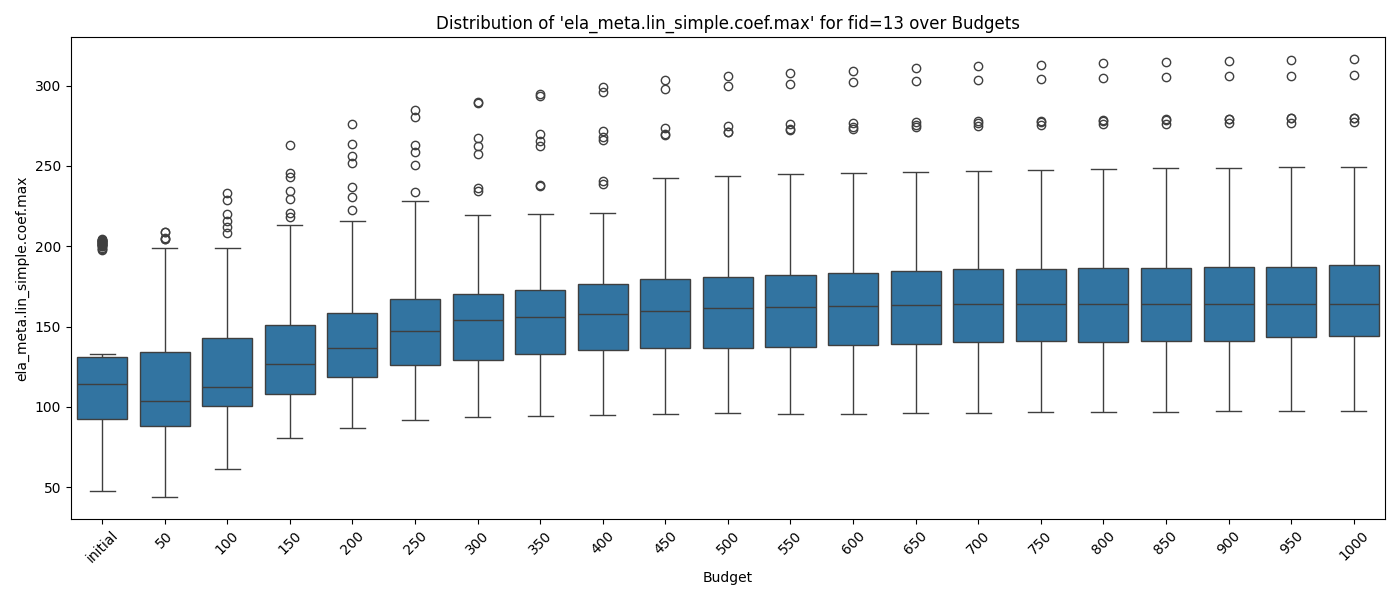 Distribution of 'ela_meta.lin_simple.coef.max' for fid=13 over Budgets
ela_meta.lin_simple.coef.max
300
250
200
150
100
50
initial 50 100 150 200 250 300 350 400 450 500 550 600 650 700 750 800 850 900 950 1000
Budget